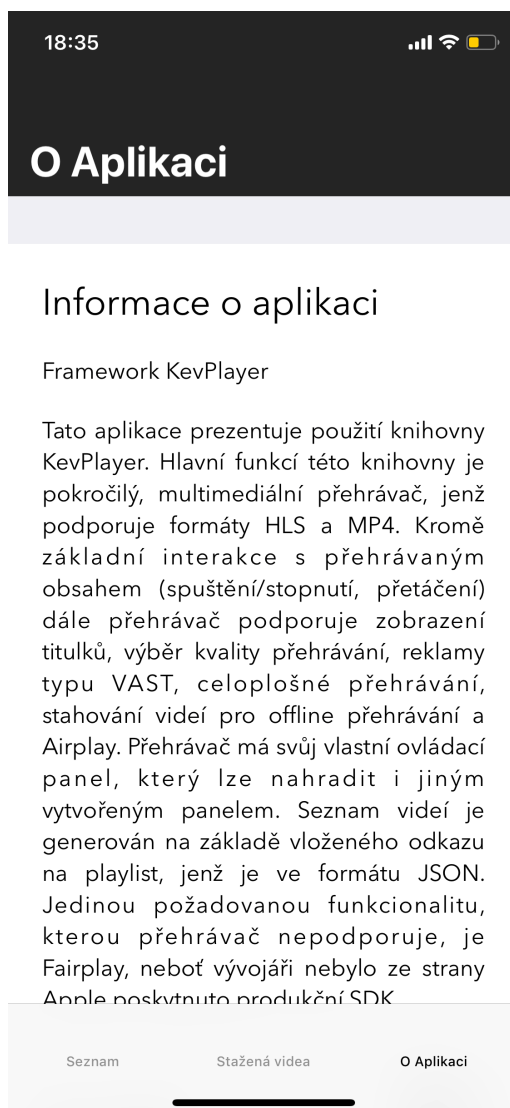 18:35
O Aplikaci
Informace o aplikaci
Framework KevPlayer
Tato aplikace prezentuje použití knihovny
KevPlayer. Hlavní funkcí této knihovny je
pokročilý, multimediální přehrávač, jenž
podporuje formáty HLS a MP4. Kromě
základní interakce s přehrávaným
obsahem (spuštění/stopnutí, přetáčení)
dále přehrávač podporuje zobrazení
titulků, výběr kvality přehrávání, reklamy
typu VAST, celoplošné přehrávání,
stahování videí pro offline přehrávání a
Airplay. Přehrávač má svůj vlastní ovládací
panel, který lze nahradit i jiným
vytvořeným panelem. Seznam videí je
generován na základě vloženého odkazu
na playlist, jenž je ve formátu JSON.
Jedinou požadovanou funkcionalitu,
kterou přehrávač nepodporuje, je
Fairplay, neboť vývojáři nebylo ze strany
Apple poskytnuto produkční SDK
Seznam
Stažená videa
O Aplikaci